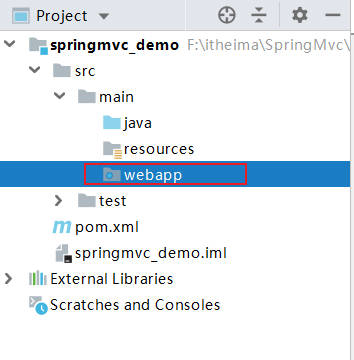 Project
springmvc_demo F:\itheima\SpringMvc\
src
main
java
resources
webapp
test
pom.xml
springmvc_demo.iml
External Libraries
Scratches and Consoles